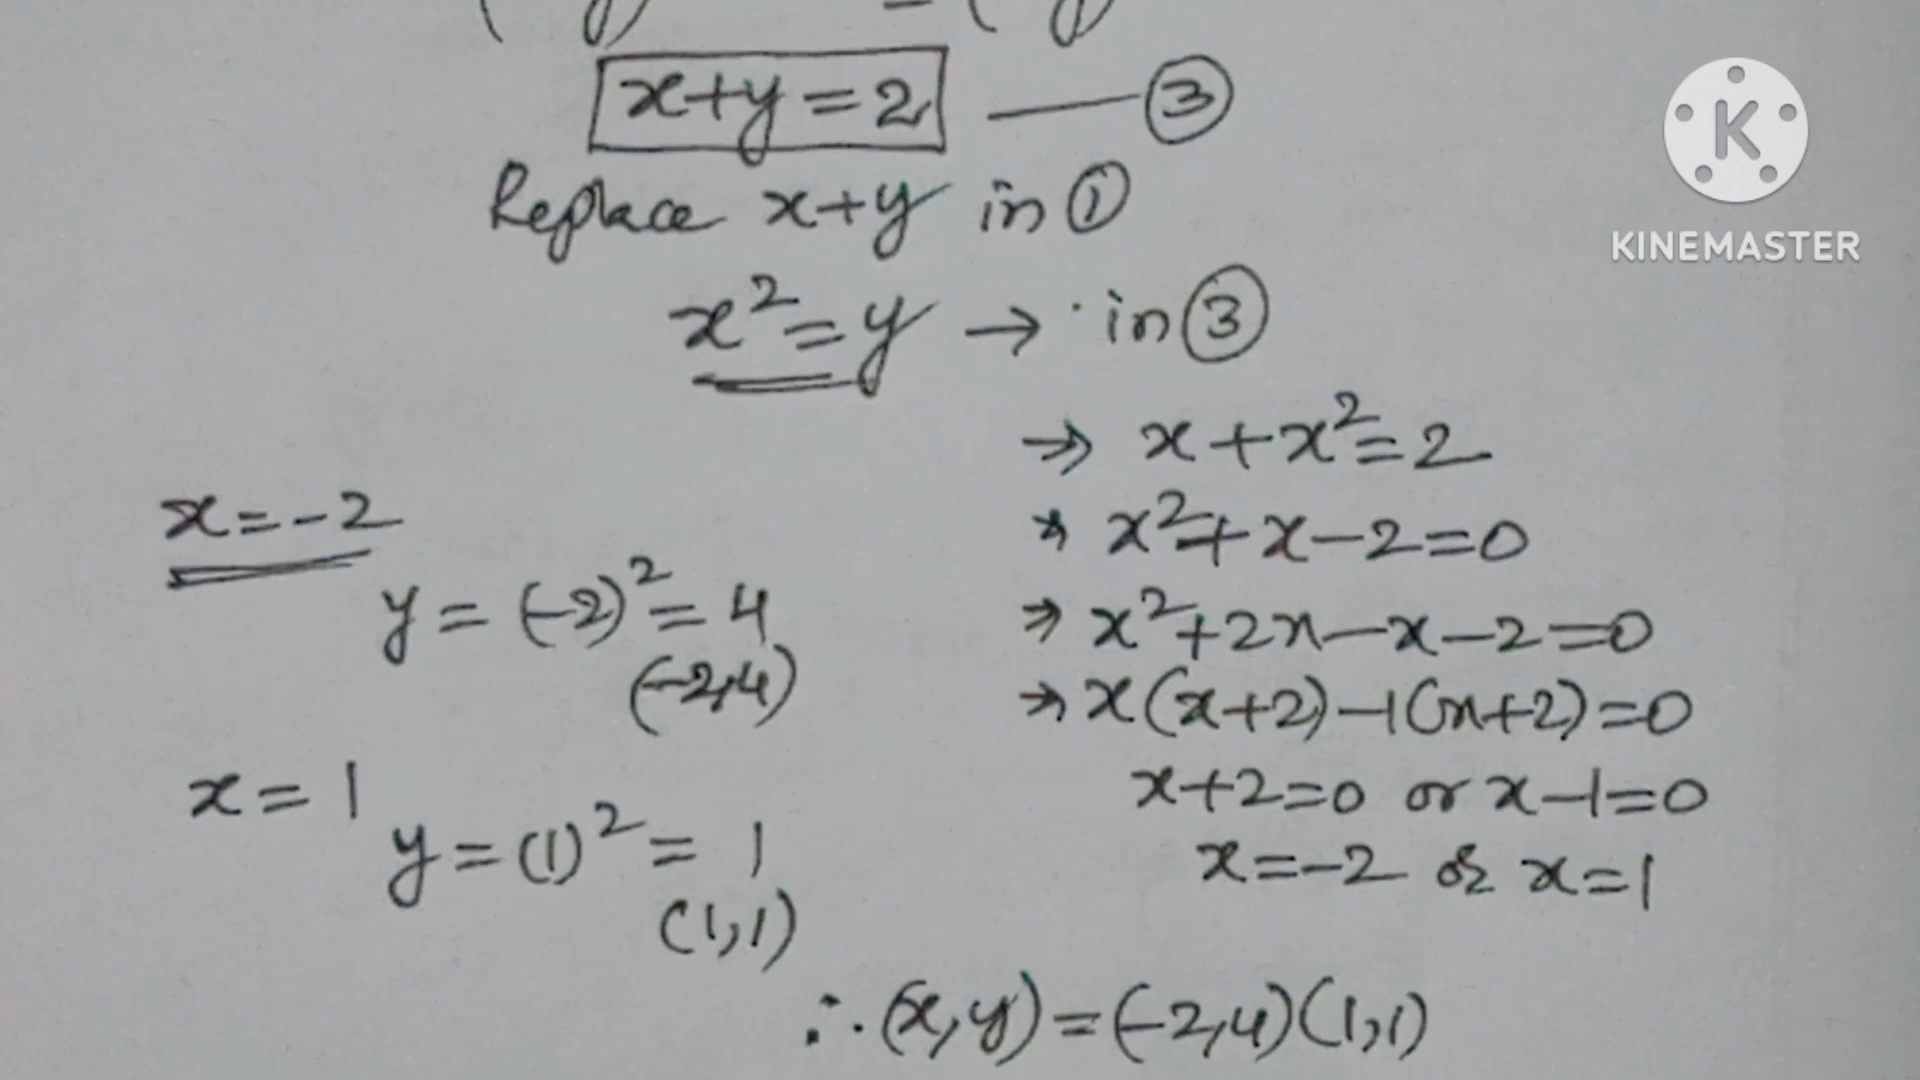 x+y=2 — ③
Replace x+y in ①
x²=y → in ③
⇒ x+x²=2
⇒ x²+x-2=0
⇒ x²+2x-x-2=0
⇒ x(x+2)-1(x+2)=0
x+2=0 or x-1=0
x=-2 or x=1
x=-2
y=(-2)²=4
(-2,4)
x=1
y=(1)²=1
(1,1)
∴ (x,y)=(-2,4)(1,1)
K
KINEMASTER